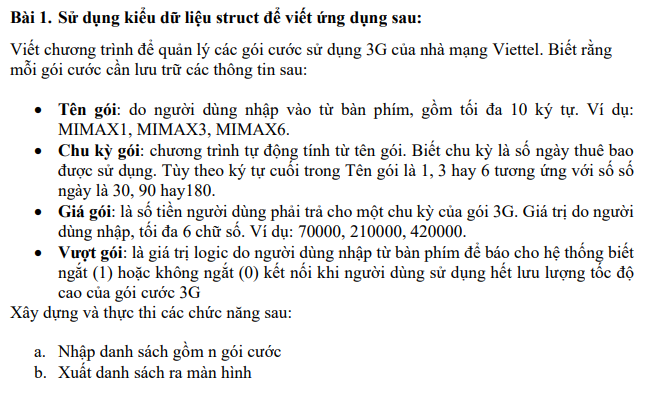 Bài 1. Sử dụng kiểu dữ liệu struct để viết ứng dụng sau:
Viết chương trình để quản lý các gói cước sử dụng 3G của nhà mạng Viettel. Biết rằng
mỗi gói cước cần lưu trữ các thông tin sau:
• Tên gói: do người dùng nhập vào từ bàn phím, gồm tối đa 10 ký tự. Ví dụ:
MIMAX1, MIMAX3, MIMAX6.
• Chu kỳ gói: chương trình tự động tính từ tên gói. Biết chu kỳ là số ngày thuê bao
được sử dụng. Tùy theo ký tự cuối trong Tên gói là 1, 3 hay 6 tương ứng với số số
ngày là 30, 90 hay180.
• Giá gói: là số tiền người dùng phải trả cho một chu kỳ của gói 3G. Giá trị do người
dùng nhập, tối đa 6 chữ số. Ví dụ: 70000, 210000, 420000.
• Vượt gói: là giá trị logic do người dùng nhập từ bàn phím để báo cho hệ thống biết
ngắt (1) hoặc không ngắt (0) kết nối khi người dùng sử dụng hết lưu lượng tốc độ
cao của gói cước 3G
Xây dựng và thực thi các chức năng sau:
a. Nhập danh sách gồm n gói cước
b. Xuất danh sách ra màn hình